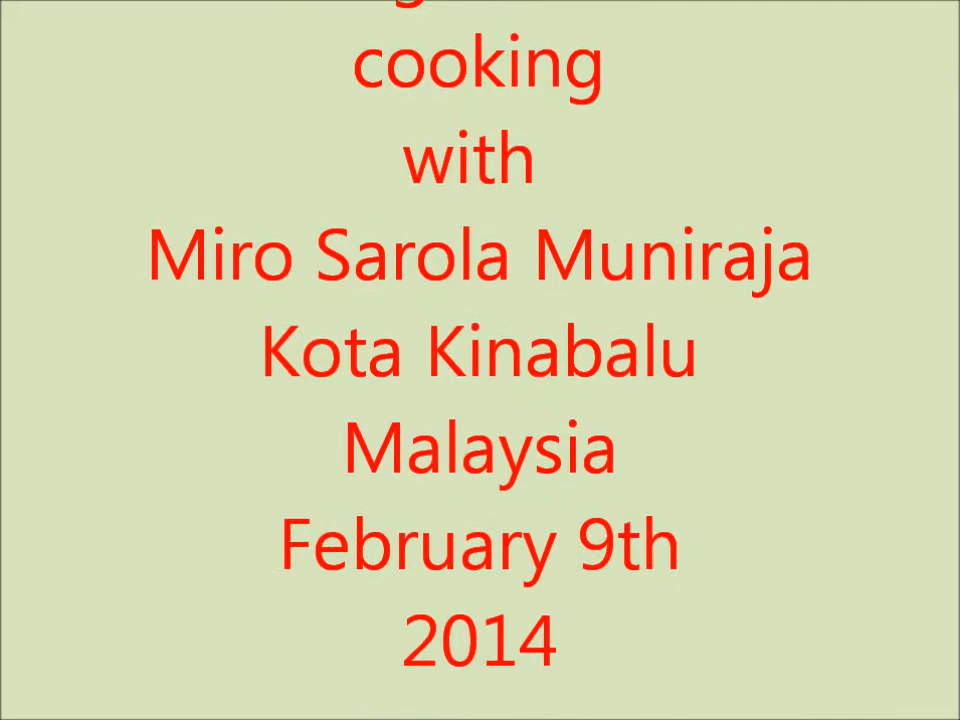 cooking
with
Miro Sarola Muniraja
Kota Kinabalu
Malaysia
February 9th
2014